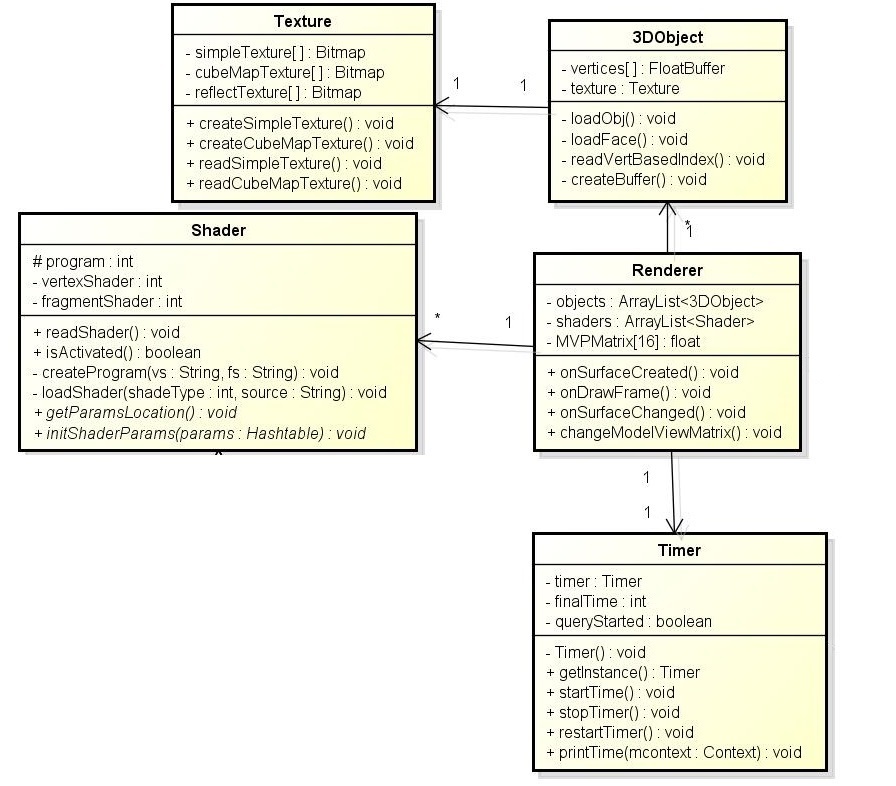 Texture
- simpleTexture[ ] : Bitmap
- cubeMapTexture[ ] : Bitmap
- reflectTexture[ ] : Bitmap
+ createSimpleTexture() : void
+ createCubeMapTexture() : void
+ readSimpleTexture() : void
+ readCubeMapTexture() : void
1
1
3DObject
- vertices[ ] : FloatBuffer
- texture : Texture
- loadObj() : void
- loadFace() : void
- readVertBasedIndex() : void
- createBuffer() : void
*
1
Shader
# program : int
- vertexShader : int
- fragmentShader : int
+ readShader() : void
+ isActivated() : boolean
- createProgram(vs : String, fs : String) : void
- loadShader(shadeType : int, source : String) : void
+ getParamsLocation() : void
+ initShaderParams(params : Hashtable) : void
*
1
Renderer
- objects : ArrayList<3DObject>
- shaders : ArrayList<Shader>
- MVPMatrix[16] : float
+ onSurfaceCreated() : void
+ onDrawFrame() : void
+ onSurfaceChanged() : void
+ changeModelViewMatrix() : void
1
1
Timer
- timer : Timer
- finalTime : int
- queryStarted : boolean
- Timer() : void
+ getInstance() : Timer
+ startTime() : void
+ stopTimer() : void
+ restartTimer() : void
+ printTime(mcontext : Context) : void